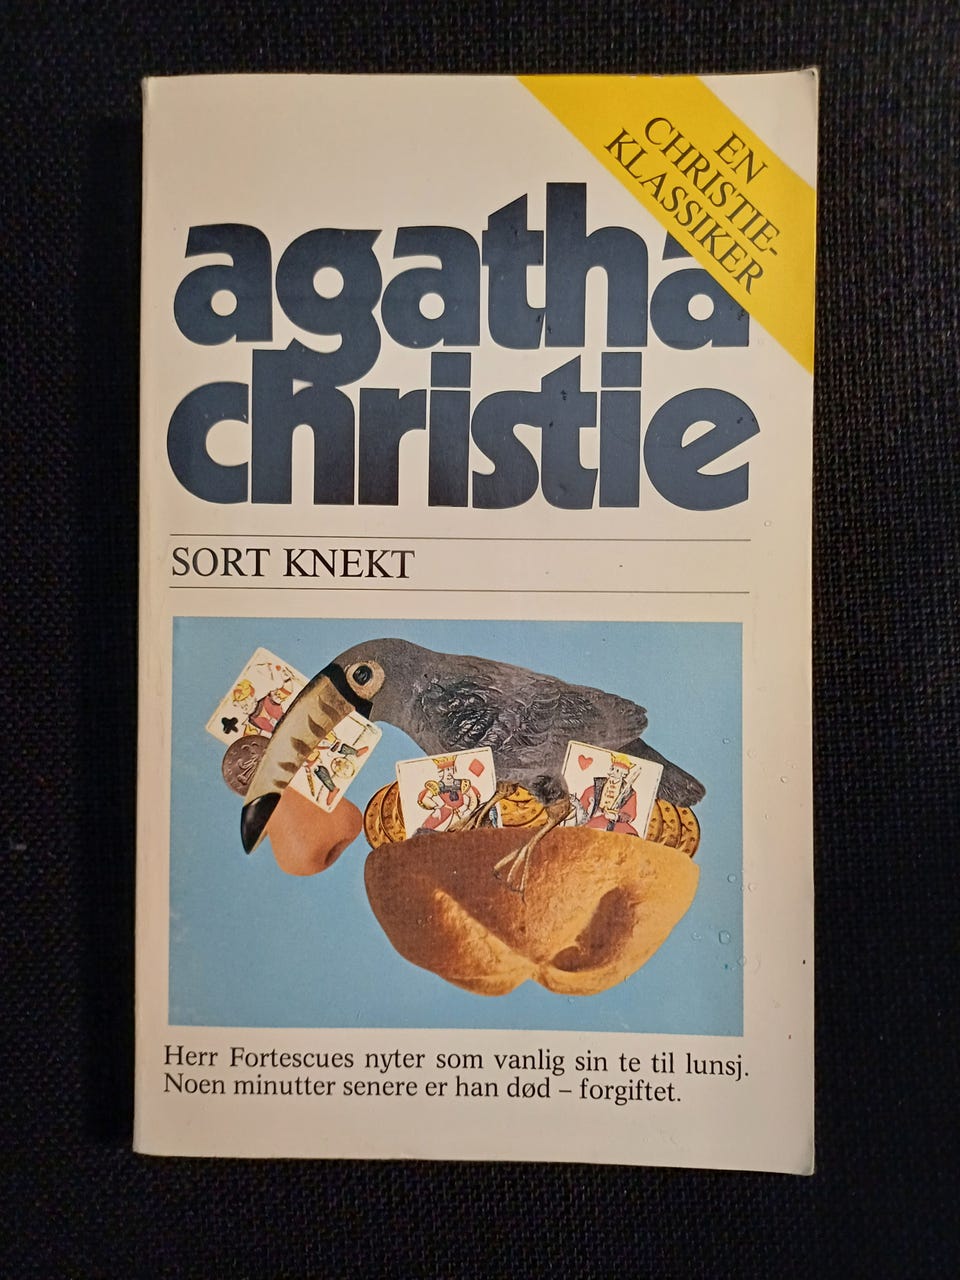 EN
CHRISTIE-
KLASSIKER
agatha
christie
SORT KNEKT
Herr Fortescues nyter som vanlig sin te til lunsj.
Noen minutter senere er han død – forgiftet.